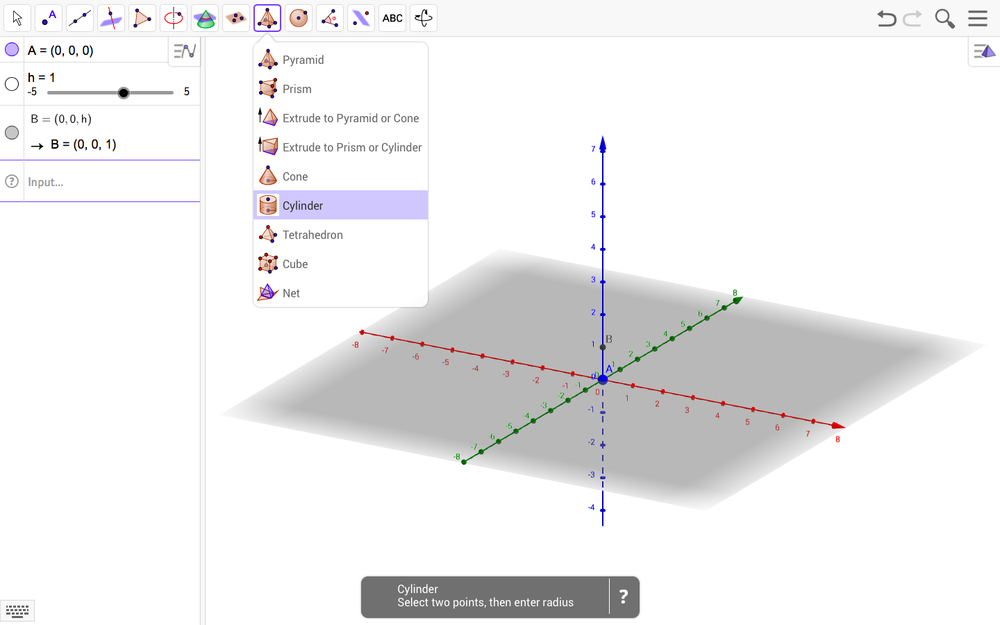 A
α
ABC
A = (0, 0, 0)
h = 1
-5
5
B = (0, 0, h)
→ B = (0, 0, 1)
? Input...
Pyramid
Prism
Extrude to Pyramid or Cone
Extrude to Prism or Cylinder
Cone
Cylinder
Tetrahedron
Cube
Net
7
6
5
4
3
2
1
0
-1
-2
-3
-4
B
A
-8
-7
-6
-5
-4
-3
-2
-1
0
1
2
3
4
5
6
7
8
-8
-7
-6
-5
-4
-3
-2
-1
0
1
2
3
4
5
6
7
8
Cylinder
Select two points, then enter radius
?